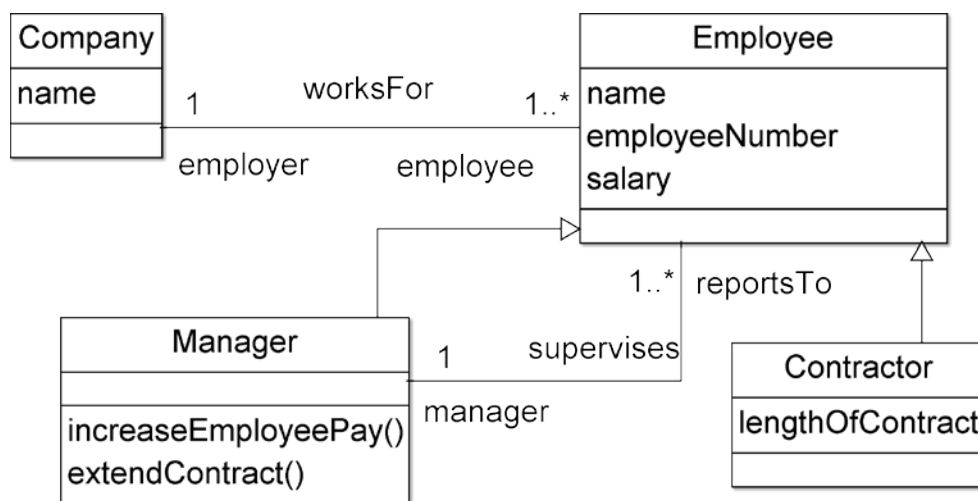 Company
name
1
worksFor
1..*
employer
employee
Employee
name
employeeNumber
salary
1..*
reportsTo
Manager
increaseEmployeePay()
extendContract()
1
supervises
manager
Contractor
lengthOfContract